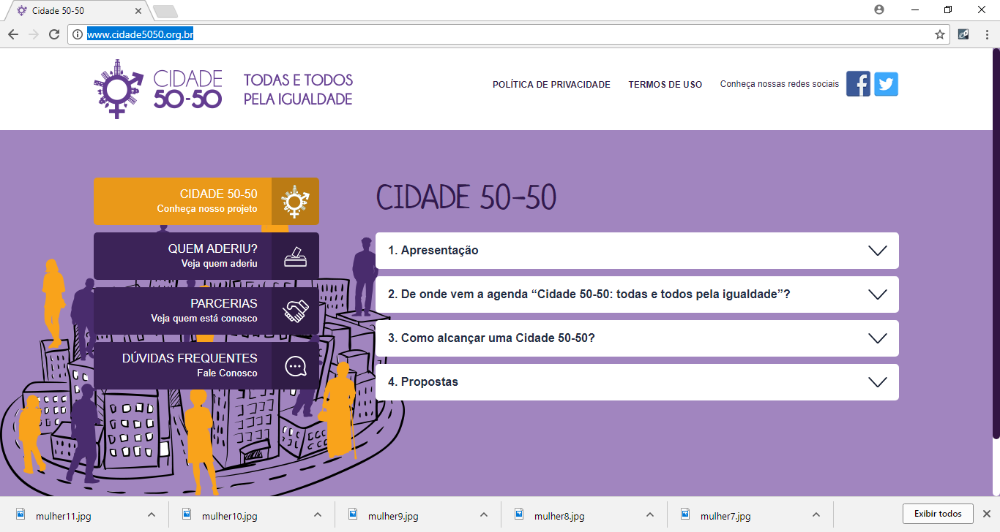 Cidade 50-50
www.cidade5050.org.br
CIDADE
50-50
TODAS E TODOS
PELA IGUALDADE
POLÍTICA DE PRIVACIDADE
TERMOS DE USO
Conheça nossas redes sociais
CIDADE 50-50
Conheça nosso projeto
QUEM ADERIU?
Veja quem aderiu
PARCERIAS
Veja quem está conosco
DÚVIDAS FREQUENTES
Fale Conosco
CIDADE 50-50
1. Apresentação
2. De onde vem a agenda “Cidade 50-50: todas e todos pela igualdade”?
3. Como alcançar uma Cidade 50-50?
4. Propostas
mulher11.jpg
mulher10.jpg
mulher9.jpg
mulher8.jpg
mulher7.jpg
Exibir todos